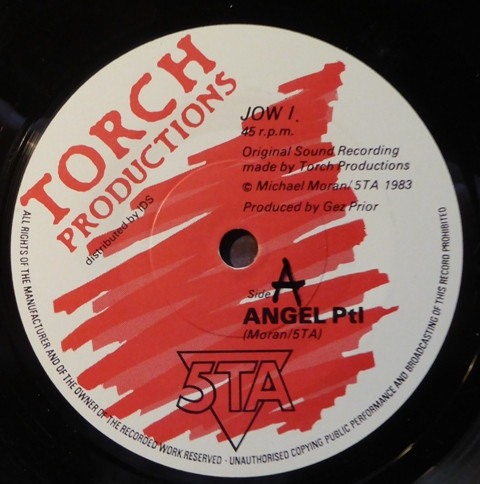 TORCH
PRODUCTIONS
distributed by IDS
JOW I.
45 r.p.m.
Original Sound Recording
made by Torch Productions
© Michael Moran/5TA 1983
Produced by Gez Prior
Side A
ANGEL PtI
(Moran/5TA)
5TA
ALL RIGHTS OF THE MANUFACTURER AND OF THE OWNER OF THE RECORDED WORK RESERVED - UNAUTHORISED COPYING PUBLIC PERFORMANCE AND BROADCASTING OF THIS RECORD PROHIBITED